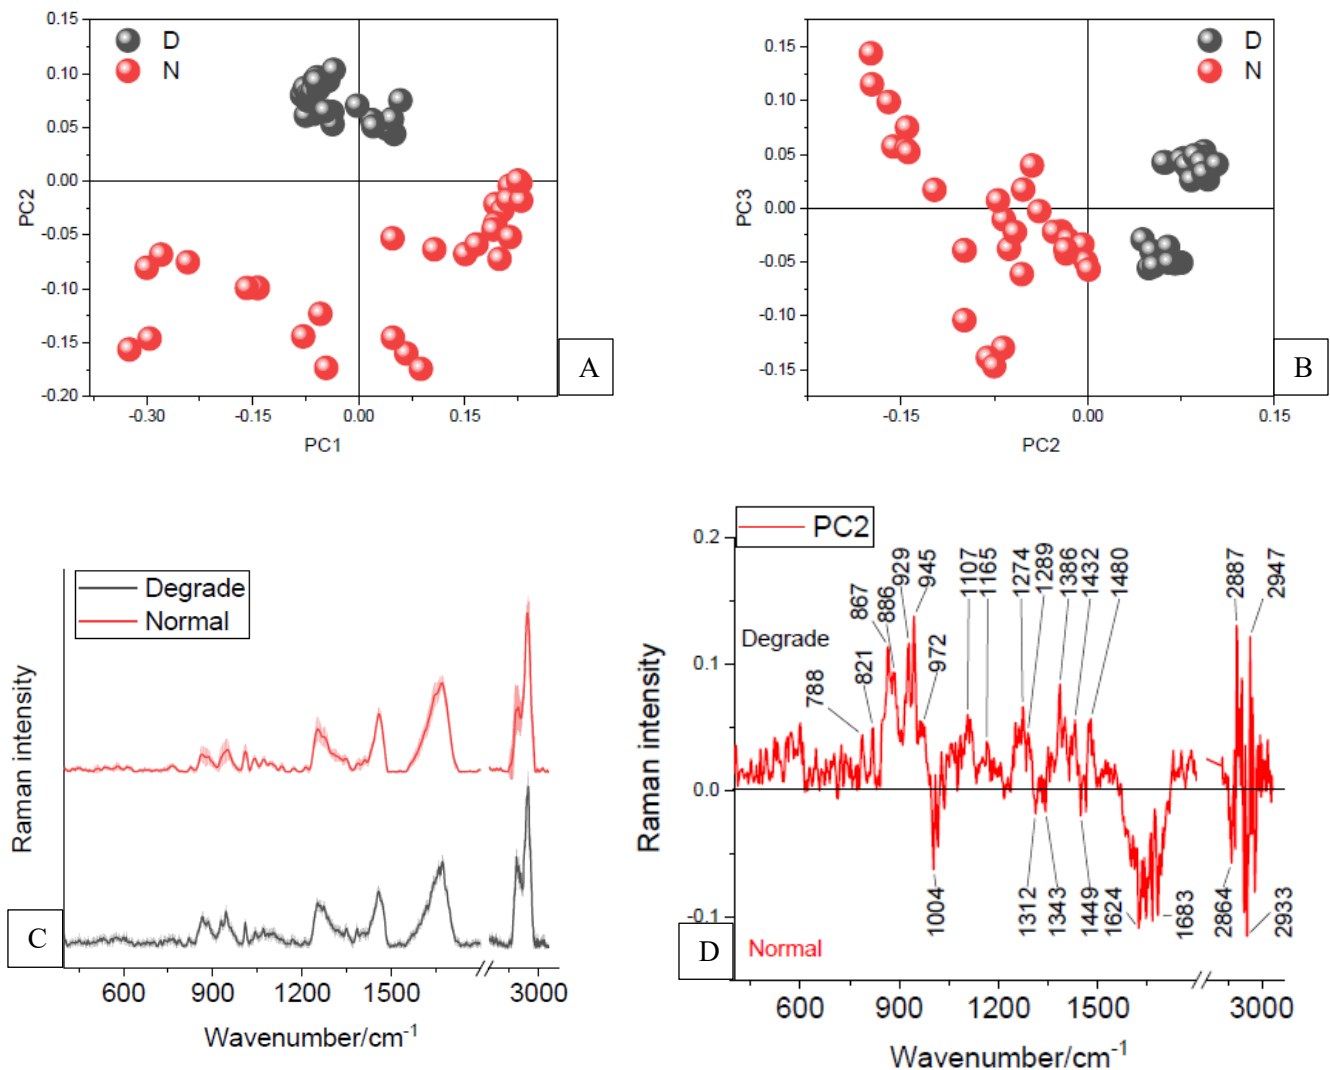 0.15
0.10
0.05
0.00
-0.05
-0.10
-0.15
-0.20
D
N
PC2
-0.30
-0.15
0.00
0.15
PC1
A
0.15
0.10
0.05
0.00
-0.05
-0.10
-0.15
D
N
PC3
-0.15
0.00
0.15
PC2
B
Degrade
Normal
Raman intensity
C
600
900
1200
1500
3000
Wavenumber/cm-1
PC2
0.2
0.1
0.0
-0.1
Raman intensity
Degrade
Normal
788
821
867
886
929
945
972
1107
1165
1274
1289
1386
1432
1480
2887
2947
1004
1312
1343
1449
1624
1683
2864
2933
D
600
900
1200
1500
3000
Wavenumber/cm-1